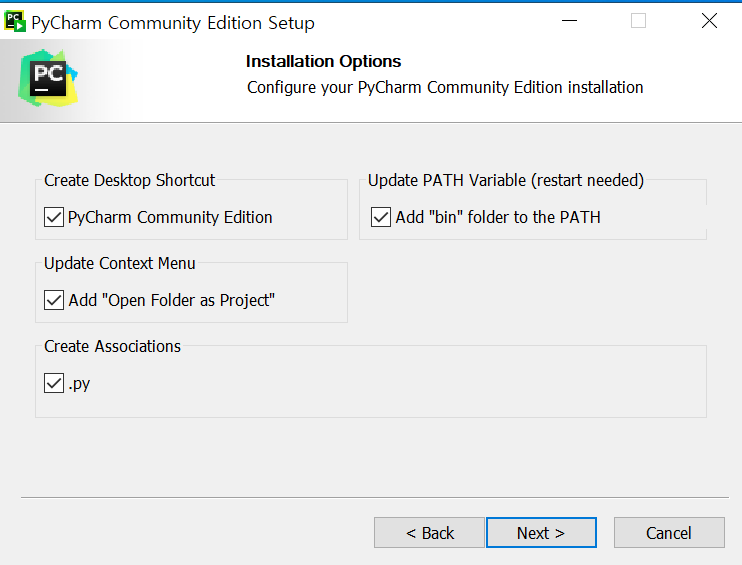 PyCharm Community Edition Setup
PC
Installation Options
Configure your PyCharm Community Edition installation
Create Desktop Shortcut
PyCharm Community Edition
Update PATH Variable (restart needed)
Add "bin" folder to the PATH
Update Context Menu
Add "Open Folder as Project"
Create Associations
.py
< Back
Next >
Cancel